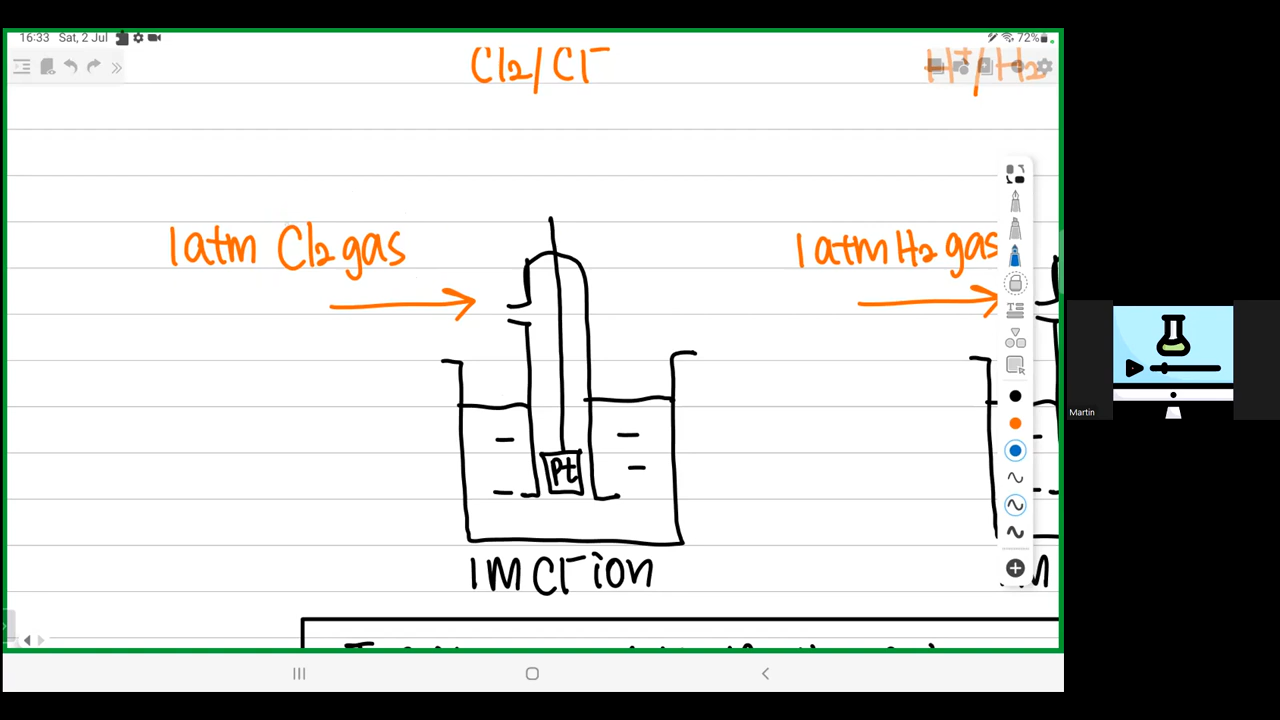 16:33 Sat, 2 Jul
72%
Cl₂/Cl⁻
H⁺/H₂
1atm Cl₂ gas
1atm H₂ gas
Pt
1M Cl⁻ ion
Martin